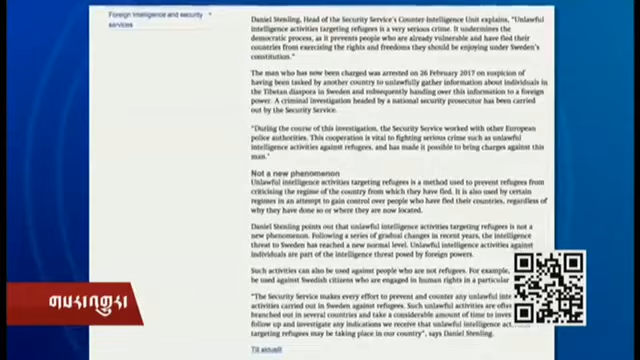 Foreign intelligence and security
services
Daniel Stenling, Head of the Security Service's Counter-Intelligence Unit explains, "Unlawful
intelligence activities targeting refugees is a very serious crime. It undermines the
democratic process, as it prevents people who are already vulnerable and have fled their
countries from exercising the rights and freedoms they should be enjoying under Sweden's
constitution."
The man who has now been charged was arrested on 26 February 2017 on suspicion of
having been tasked by another country to unlawfully gather information about individuals in
the Tibetan diaspora in Sweden and subsequently handing over this information to a foreign
power. A criminal investigation headed by a national security prosecutor has been carried
out by the Security Service.
"During the course of this investigation, the Security Service worked with other European
police authorities. This cooperation is vital to fighting serious crime such as unlawful
intelligence activities against refugees, and has made it possible to bring charges against this
man."
Not a new phenomenon
Unlawful intelligence activities targeting refugees is a method used to prevent refugees from
criticising the regime of the country from which they have fled. It is also used by certain
regimes in an attempt to gain control over people who have fled their countries, regardless of
why they have done so or where they are now located.
Daniel Stenling points out that unlawful intelligence activities targeting refugees is not a
new phenomenon. Following a series of gradual changes in recent years, the intelligence
threat to Sweden has reached a new normal level. Unlawful intelligence activities against
individuals are part of the intelligence threat posed by foreign powers.
Such activities can also be used against people who are not refugees. For example,
be used against Swedish citizens who are engaged in human rights in a particular
"The Security Service makes every effort to prevent and counter any unlawful
activities carried out in Sweden against refugees. Such unlawful activities are
branched out in several countries and take a considerable amount of time to
follow up and investigate any indications we receive that unlawful intelligence
targeting refugees may be taking place in our country", says Daniel Stenling.
Till aktuellt